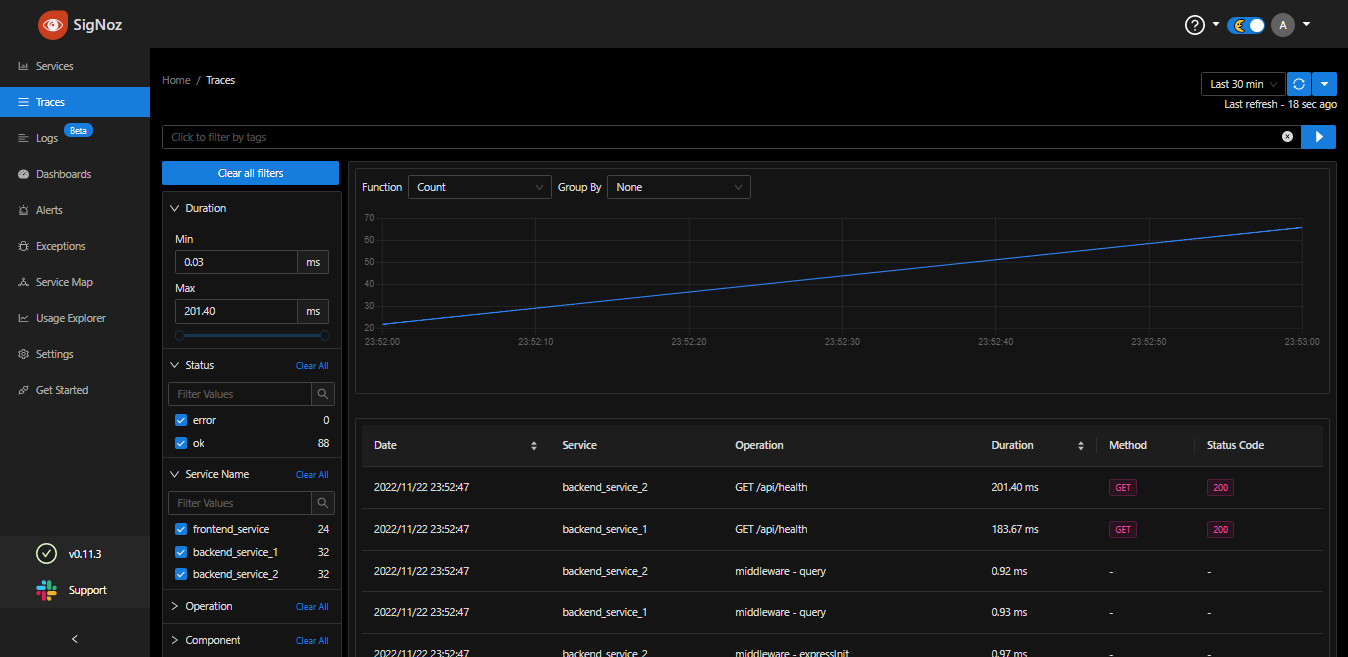 SigNoz
A
Services
Traces
Logs Beta
Dashboards
Alerts
Exceptions
Service Map
Usage Explorer
Settings
Get Started
v0.11.3
Support
Home / Traces
Last 30 min
Last refresh - 18 sec ago
Click to filter by tags
Clear all filters
Duration
Min
0.03 ms
Max
201.40 ms
Status Clear All
Filter Values
error 0
ok 88
Service Name Clear All
Filter Values
frontend_service 24
backend_service_1 32
backend_service_2 32
Operation Clear All
Component Clear All
Function Count Group By None
70
60
50
40
30
20
23:52:00 23:52:10 23:52:20 23:52:30 23:52:40 23:52:50 23:53:00
Date Service Operation Duration Method Status Code
2022/11/22 23:52:47 backend_service_2 GET /api/health 201.40 ms GET 200
2022/11/22 23:52:47 backend_service_1 GET /api/health 183.67 ms GET 200
2022/11/22 23:52:47 backend_service_2 middleware - query 0.92 ms - -
2022/11/22 23:52:47 backend_service_1 middleware - query 0.93 ms - -
2022/11/22 23:52:47 backend_service_2 middleware - expressInit 0.97 ms - -